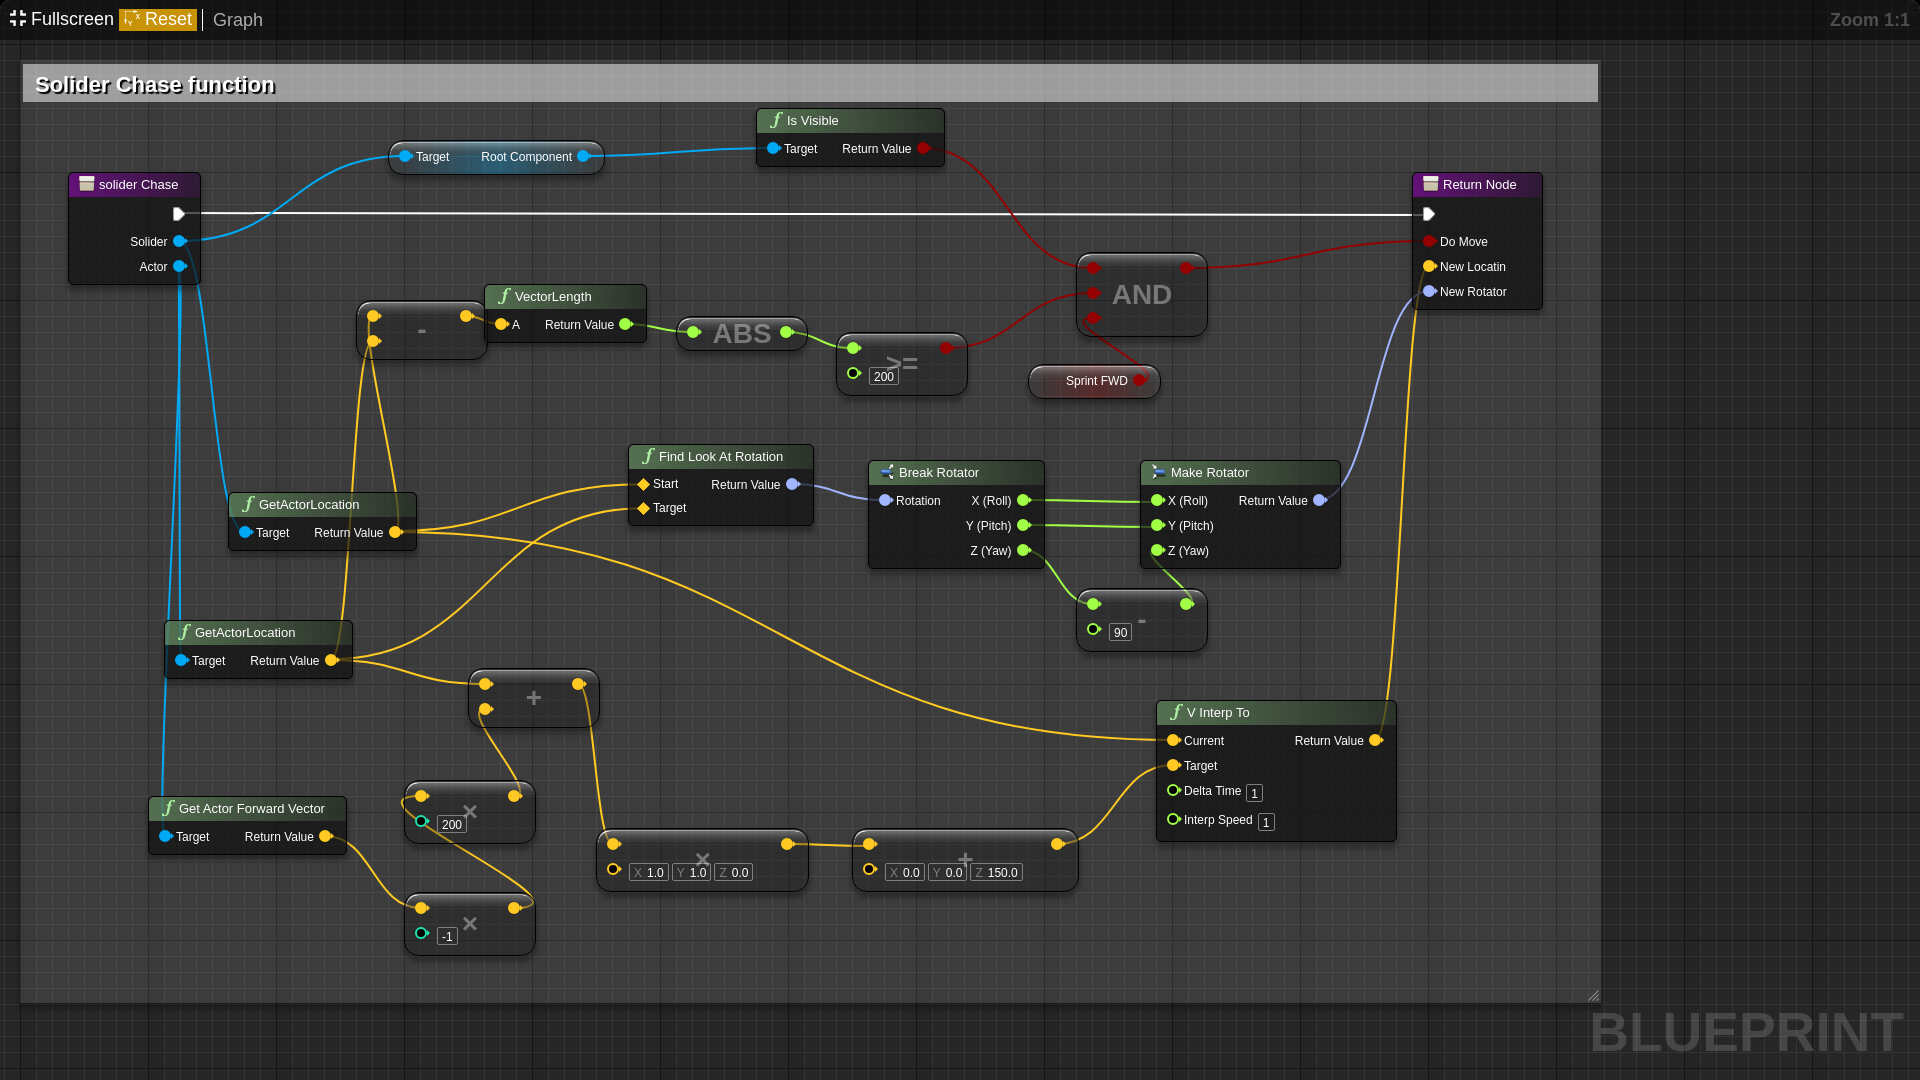 Fullscreen Reset Graph Zoom 1:1
Solider Chase function
Is Visible
Target Return Value
Target Root Component
solider Chase
Solider
Actor
Return Node
Do Move
New Locatin
New Rotator
AND
-
VectorLength
A Return Value
ABS
>=
200
Sprint FWD
Find Look At Rotation
Start Return Value
Target
Break Rotator
Rotation X (Roll)
Y (Pitch)
Z (Yaw)
Make Rotator
X (Roll) Return Value
Y (Pitch)
Z (Yaw)
GetActorLocation
Target Return Value
-
90
GetActorLocation
Target Return Value
+
V Interp To
Current Return Value
Target
Delta Time 1
Interp Speed 1
Get Actor Forward Vector
Target Return Value
×
200
×
X 1.0 Y 1.0 Z 0.0
+
X 0.0 Y 0.0 Z 150.0
×
-1
BLUEPRINT